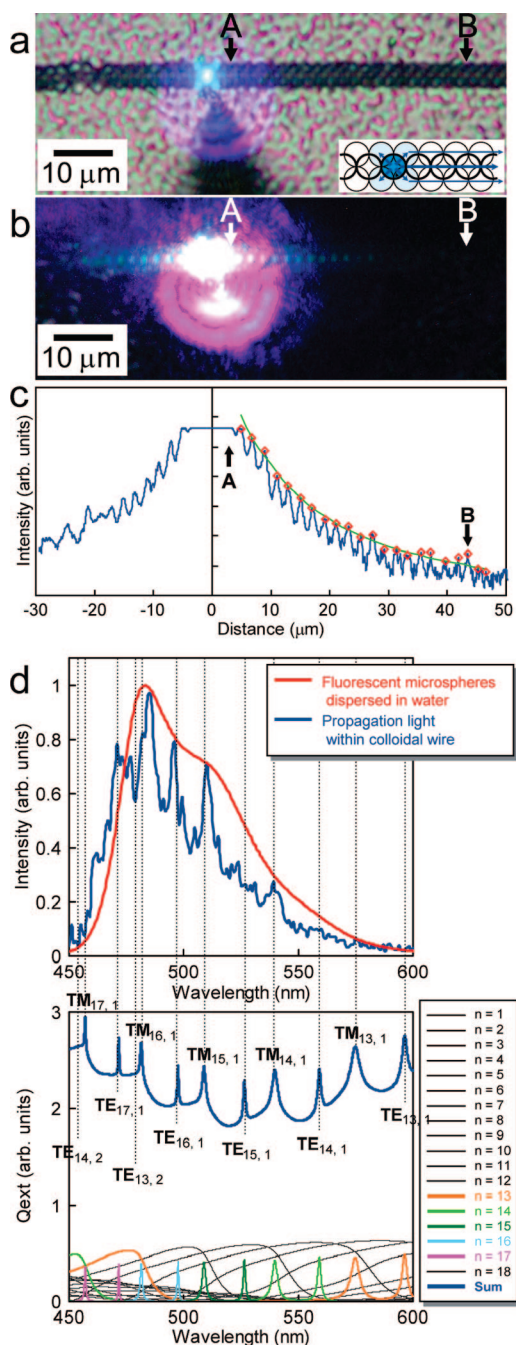 a
A
B
10 μm
b
A
B
10 μm
c
Intensity (arb. units)
A
B
-30 -20 -10 0 10 20 30 40 50
Distance (μm)
d
Fluorescent microspheres
dispersed in water
Propagation light
within colloidal wire
Intensity (arb. units)
1
0.8
0.6
0.4
0.2
0
450 500 550 600
Wavelength (nm)
TM17, 1
TM16, 1
TM15, 1
TM14, 1
TM13, 1
TE17, 1
TE16, 1
TE15, 1
TE14, 1
TE13, 1
TE14, 2
TE13, 2
Qext (arb. units)
3
2
1
0
450 500 550 600
Wavelength (nm)
n = 1
n = 2
n = 3
n = 4
n = 5
n = 6
n = 7
n = 8
n = 9
n = 10
n = 11
n = 12
n = 13
n = 14
n = 15
n = 16
n = 17
n = 18
Sum